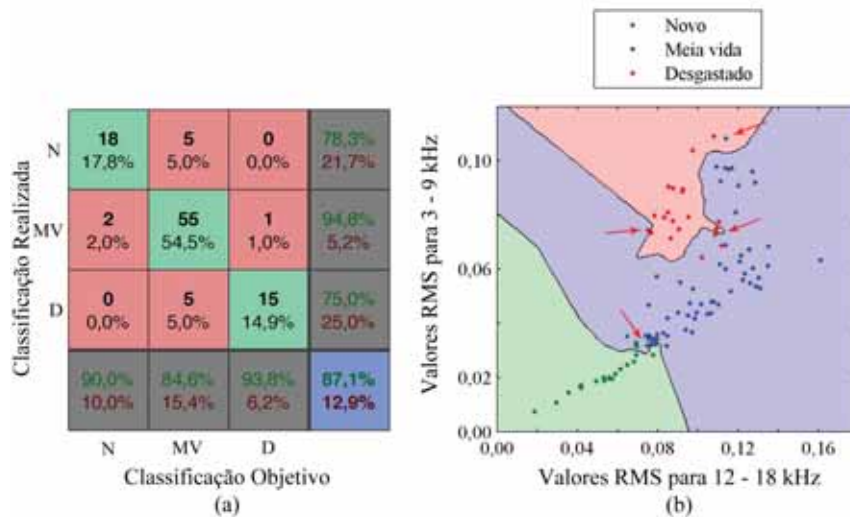 Novo
Meia vida
Desgastado
Classificação Realizada
N
18
17,8%
5
5,0%
0
0,0%
78,3%
21,7%
MV
2
2,0%
55
54,5%
1
1,0%
94,8%
5,2%
D
0
0,0%
5
5,0%
15
14,9%
75,0%
25,0%
90,0%
10,0%
84,6%
15,4%
93,8%
6,2%
87,1%
12,9%
N
MV
D
Classificação Objetivo
(a)
Valores RMS para 3 - 9 kHz
0,10
0,06
0,02
0,00
0,00
0,04
0,08
0,12
0,16
Valores RMS para 12 - 18 kHz
(b)